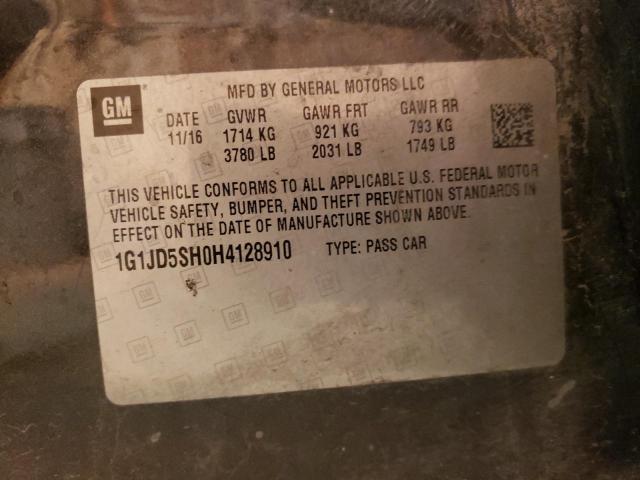 MFD BY GENERAL MOTORS LLC
GM
DATE GVWR GAWR FRT GAWR RR
11/16 1714 KG 921 KG 793 KG
3780 LB 2031 LB 1749 LB
THIS VEHICLE CONFORMS TO ALL APPLICABLE U.S. FEDERAL MOTOR
VEHICLE SAFETY, BUMPER, AND THEFT PREVENTION STANDARDS IN
EFFECT ON THE DATE OF MANUFACTURE SHOWN ABOVE.
1G1JD5SH0H4128910 TYPE: PASS CAR